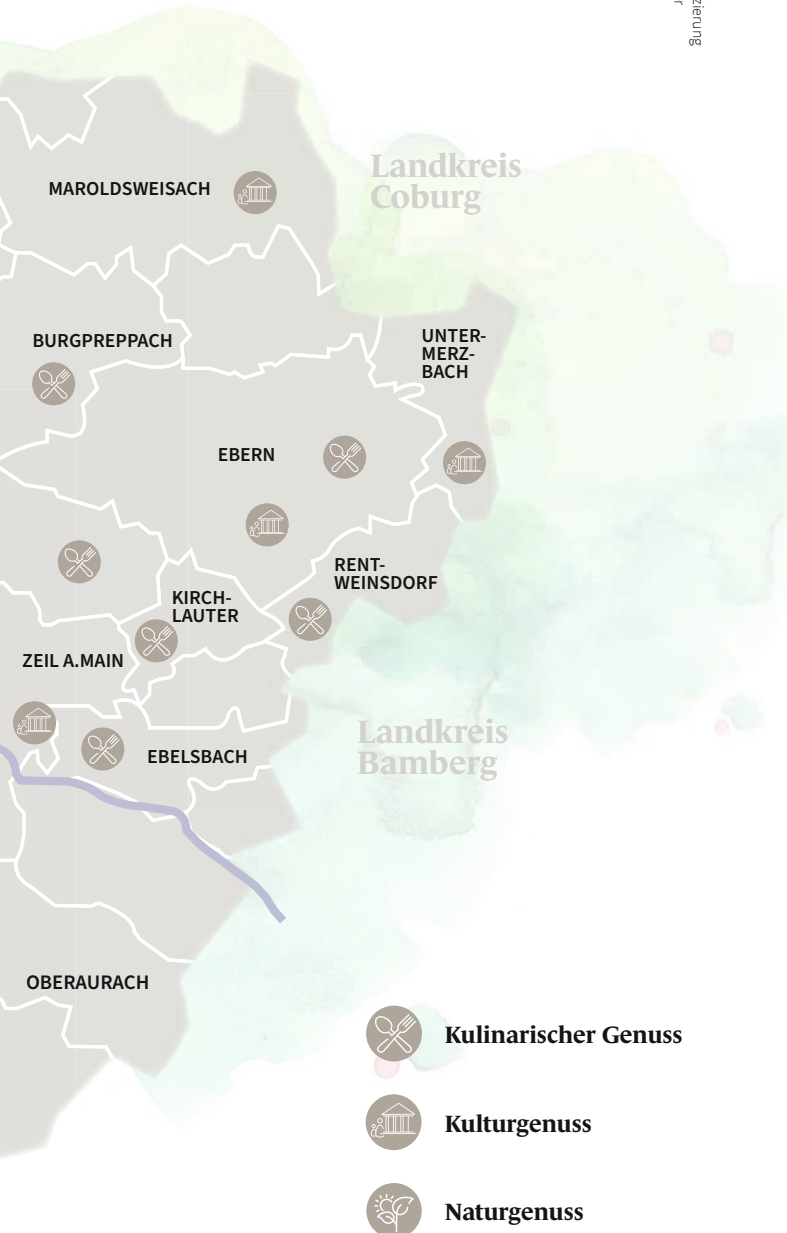 zierung
r
Landkreis
Coburg
MAROLDSWEISACH
BURGPREPPACH
UNTER-
MERZ-
BACH
EBERN
RENT-
WEINSDORF
KIRCH-
LAUTER
ZEIL A.MAIN
Landkreis
Bamberg
EBELSBACH
OBERAURACH
Kulinarischer Genuss
Kulturgenuss
Naturgenuss